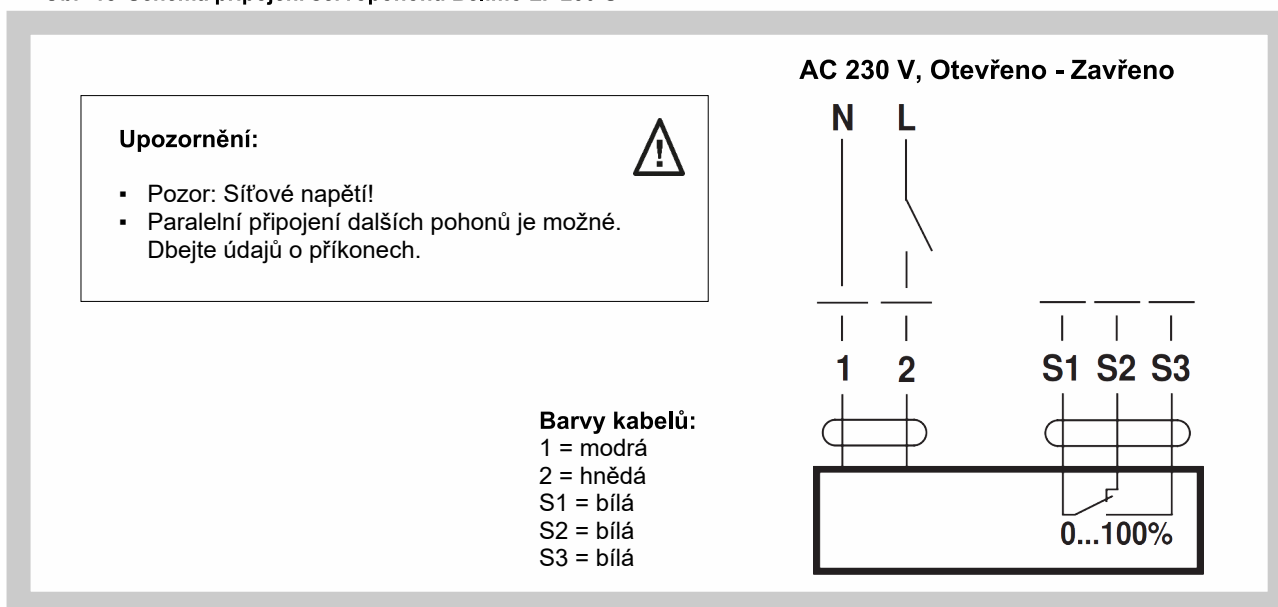 AC 230 V, Otevřeno - Zavřeno
N L
Upozornění:
▪ Pozor: Síťové napětí!
▪ Paralelní připojení dalších pohonů je možné.
Dbejte údajů o příkonech.
1 2 S1 S2 S3
Barvy kabelů:
1 = modrá
2 = hnědá
S1 = bílá
S2 = bílá
S3 = bílá
0...100%